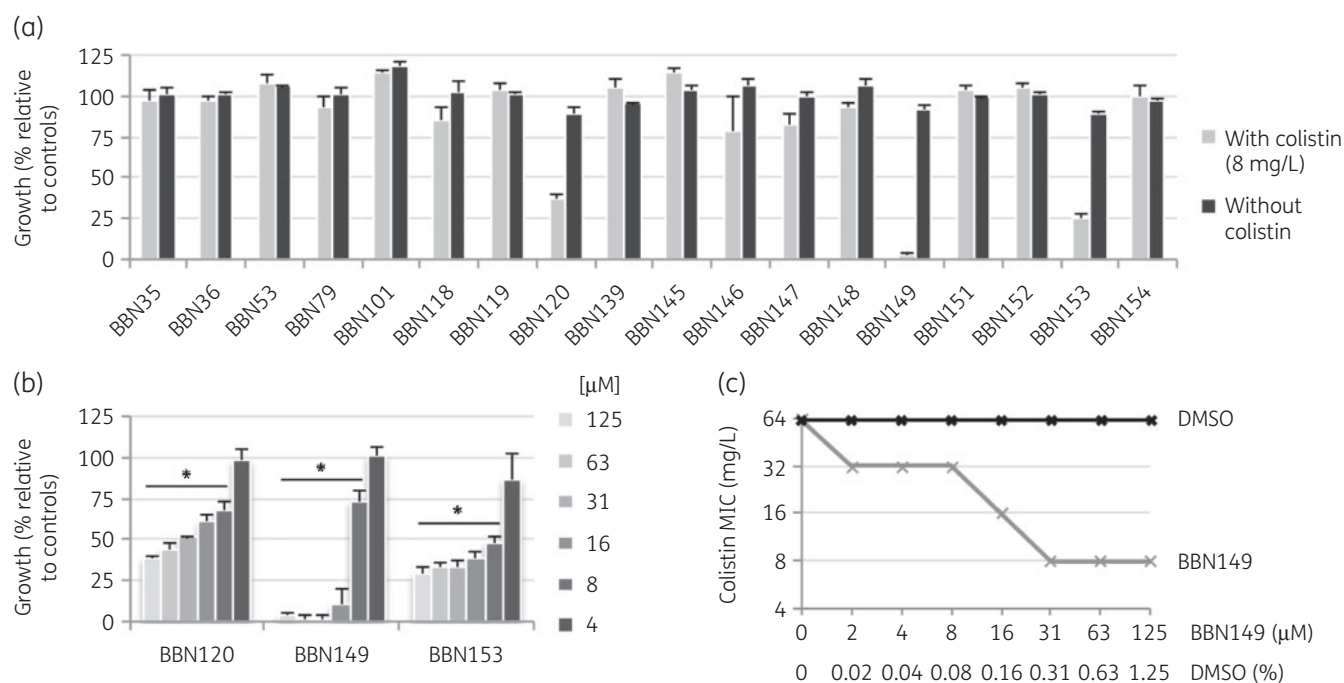 (a)
125
100
75
50
25
0
Growth (% relative
to controls)
BBN35
BBN36
BBN53
BBN79
BBN101
BBN118
BBN119
BBN120
BBN139
BBN145
BBN146
BBN147
BBN148
BBN149
BBN151
BBN152
BBN153
BBN154
With colistin
(8 mg/L)
Without
colistin
(b)
125
100
75
50
25
0
Growth (% relative
to controls)
* * *
BBN120 BBN149 BBN153
[µM]
125
63
31
16
8
4
(c)
64
32
16
8
4
Colistin MIC (mg/L)
DMSO
BBN149
0 2 4 8 16 31 63 125 BBN149 (µM)
0 0.02 0.04 0.08 0.16 0.31 0.63 1.25 DMSO (%)